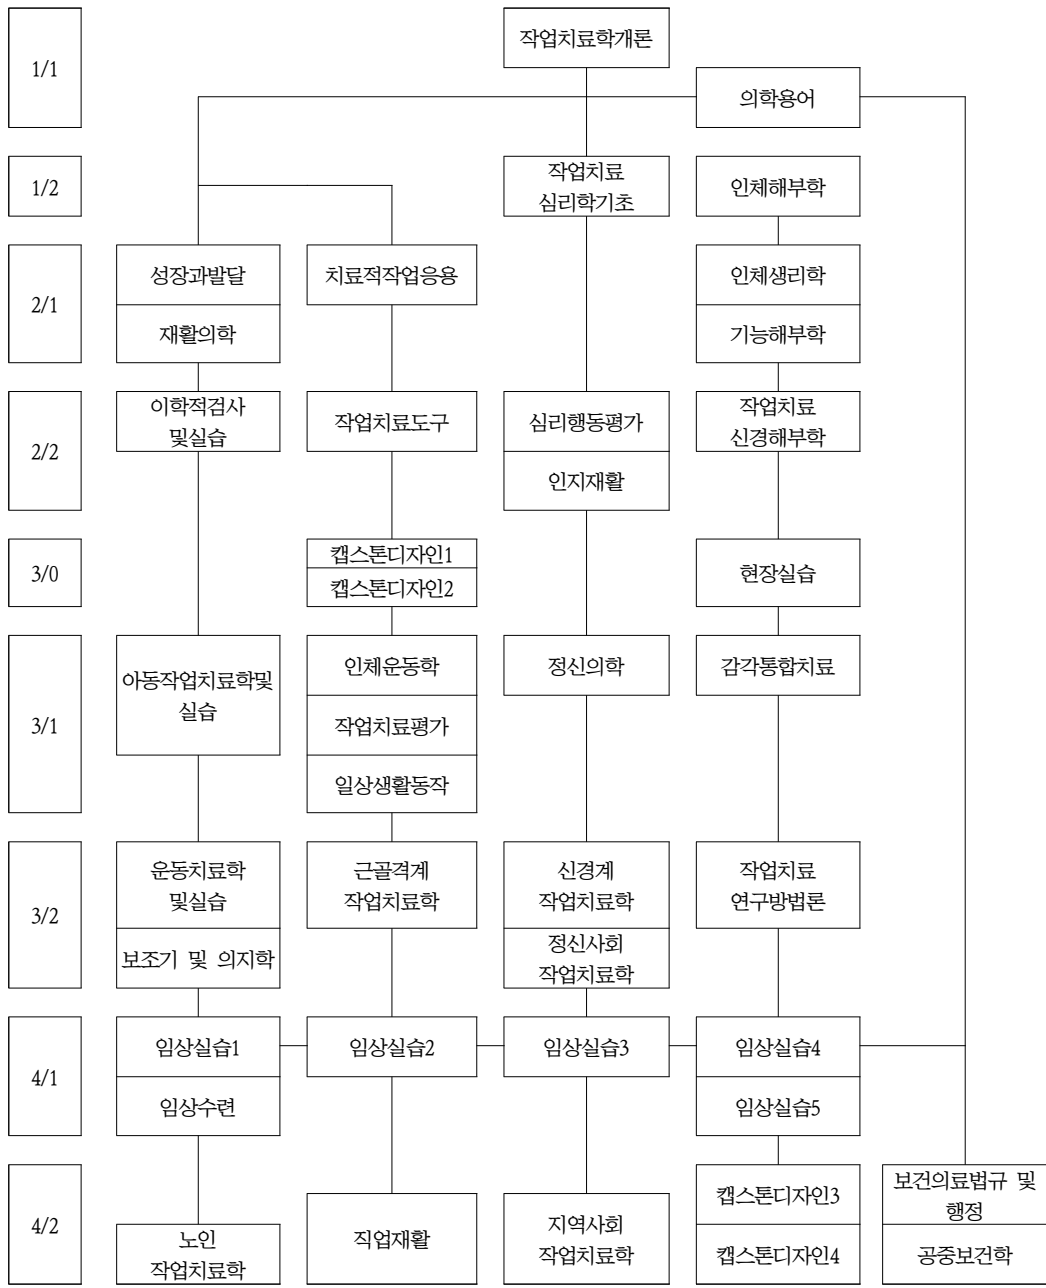 작업치료학개론
1/1
의학용어
1/2
작업치료
심리학기초
인체해부학
2/1
성장과발달
치료적작업응용
인체생리학
재활의학
기능해부학
2/2
이학적검사
및실습
작업치료도구
심리행동평가
작업치료
신경해부학
인지재활
3/0
캡스톤디자인1
캡스톤디자인2
현장실습
3/1
아동작업치료학및
실습
인체운동학
정신의학
감각통합치료
작업치료평가
일상생활동작
3/2
운동치료학
및실습
근골격계
작업치료학
신경계
작업치료학
작업치료
연구방법론
보조기 및 의지학
정신사회
작업치료학
4/1
임상실습1
임상실습2
임상실습3
임상실습4
임상수련
임상실습5
4/2
노인
작업치료학
직업재활
지역사회
작업치료학
캡스톤디자인3
캡스톤디자인4
보건의료법규 및
행정
공중보건학